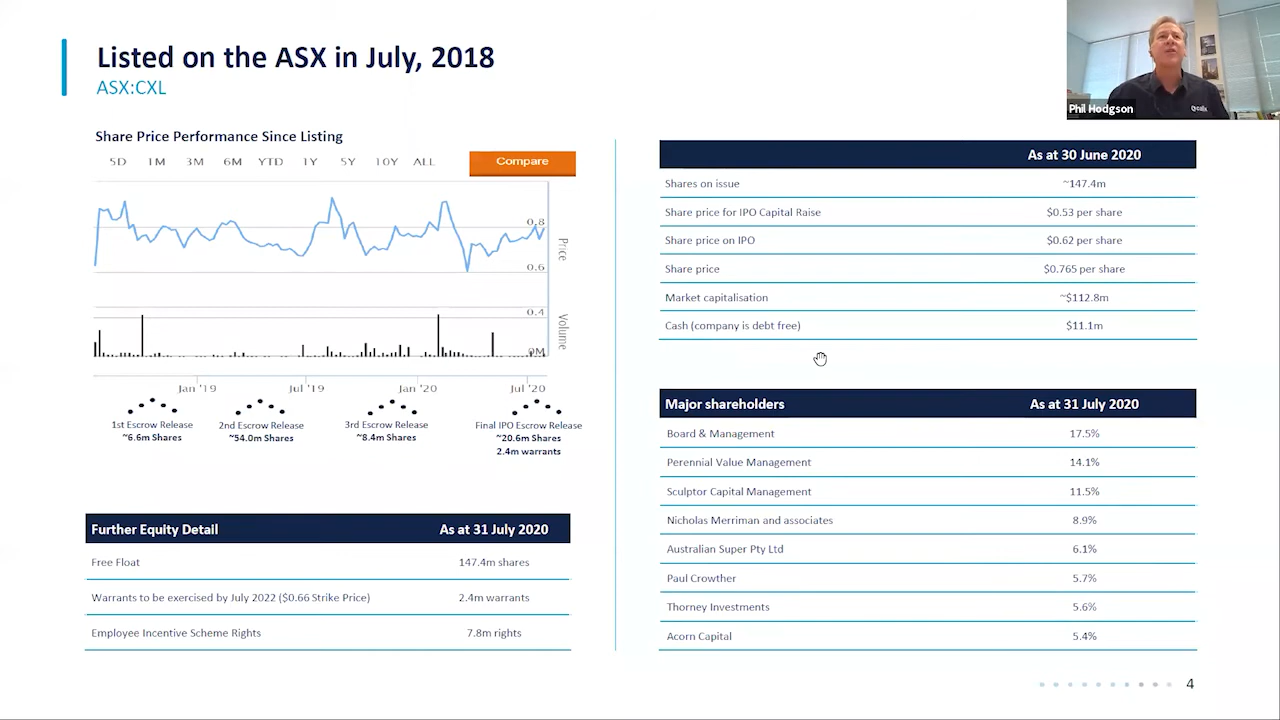 Listed on the ASX in July, 2018
ASX:CXL
Phil Hodgson
calix
Share Price Performance Since Listing
5D 1M 3M 6M YTD 1Y 5Y 10Y ALL Compare
0.8
0.6
0.4
0M
Price
Volume
Jan '19 Jul '19 Jan '20 Jul '20
1st Escrow Release 2nd Escrow Release 3rd Escrow Release Final IPO Escrow Release
~6.6m Shares ~54.0m Shares ~8.4m Shares ~20.6m Shares
2.4m warrants
Further Equity Detail As at 31 July 2020
Free Float 147.4m shares
Warrants to be exercised by July 2022 ($0.66 Strike Price) 2.4m warrants
Employee Incentive Scheme Rights 7.8m rights
As at 30 June 2020
Shares on issue ~147.4m
Share price for IPO Capital Raise $0.53 per share
Share price on IPO $0.62 per share
Share price $0.765 per share
Market capitalisation ~$112.8m
Cash (company is debt free) $11.1m
Major shareholders As at 31 July 2020
Board & Management 17.5%
Perennial Value Management 14.1%
Sculptor Capital Management 11.5%
Nicholas Merriman and associates 8.9%
Australian Super Pty Ltd 6.1%
Paul Crowther 5.7%
Thorney Investments 5.6%
Acorn Capital 5.4%
4